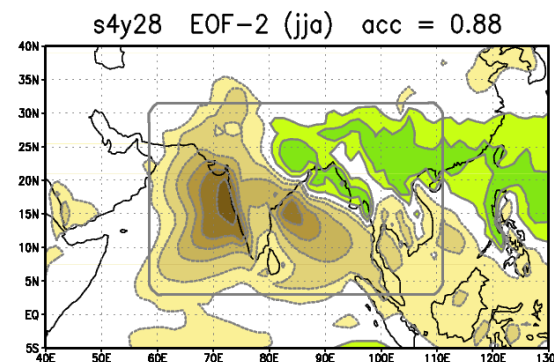 s4y28 EOF−2 (jja) acc = 0.88
40N
35N
30N
25N
20N
15N
10N
5N
EQ
5S
40E 50E 60E 70E 80E 90E 100E 110E 120E 130E